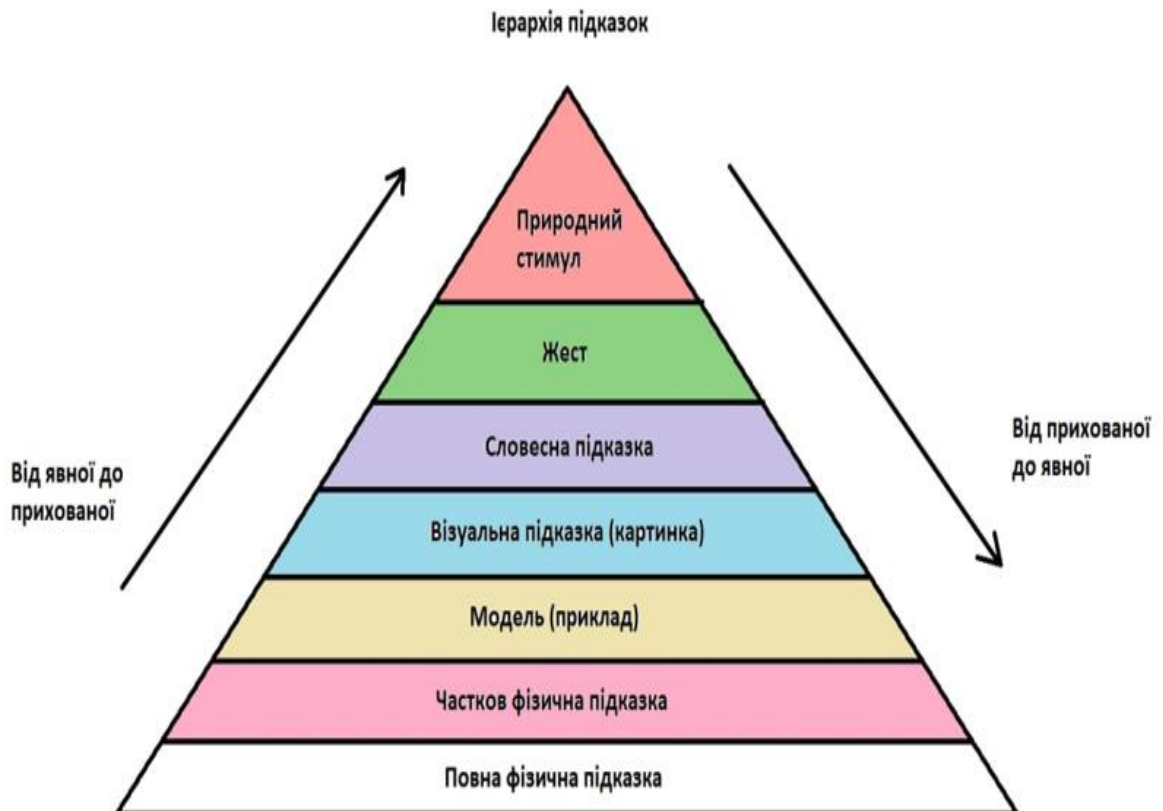 Ієрархія підказок
Природний
стимул
Жест
Словесна підказка
Від прихованої
до явної
Від явної до
прихованої
Візуальна підказка (картинка)
Модель (приклад)
Частков фізична підказка
Повна фізична підказка